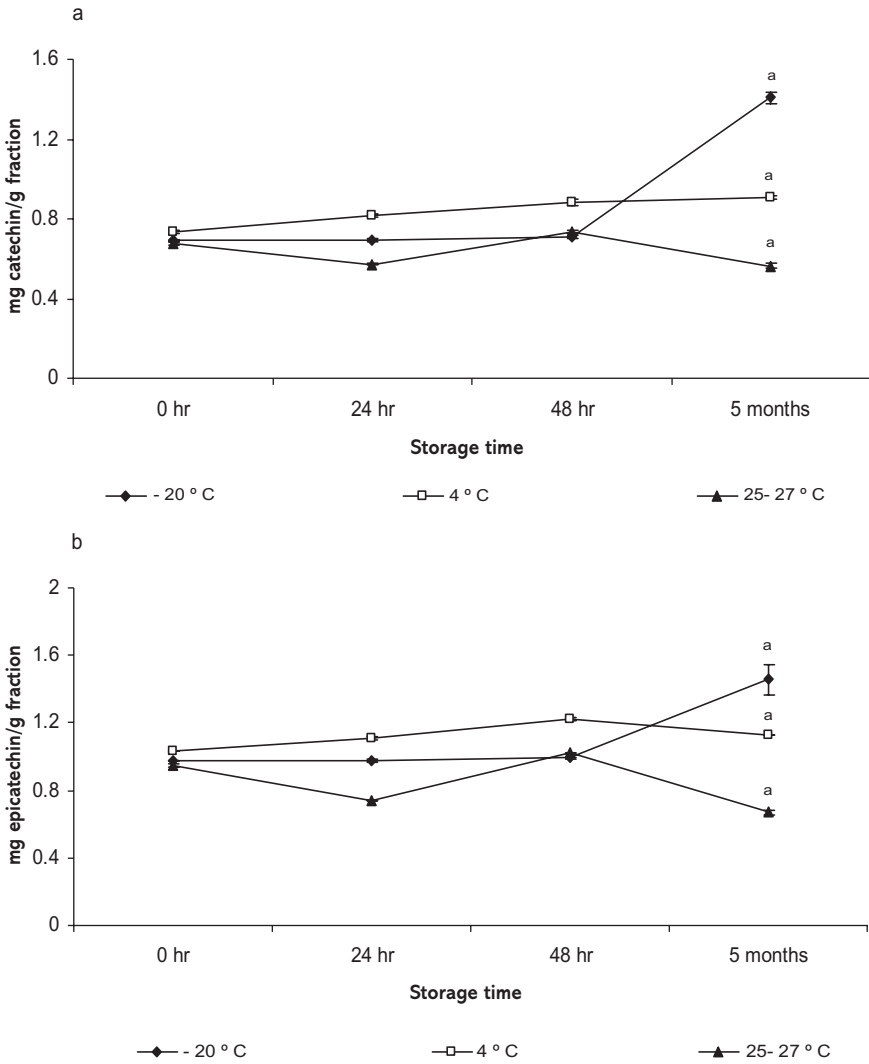 a
1.6
a
1.2
a
0.8
a
0.4
0
mg catechin/g fraction
0 hr 24 hr 48 hr 5 months
Storage time
- 20 º C 4 º C 25- 27 º C
b
2
1.6
a
1.2
a
0.8
a
0.4
0
mg epicatechin/g fraction
0 hr 24 hr 48 hr 5 months
Storage time
- 20 º C 4 º C 25- 27 º C